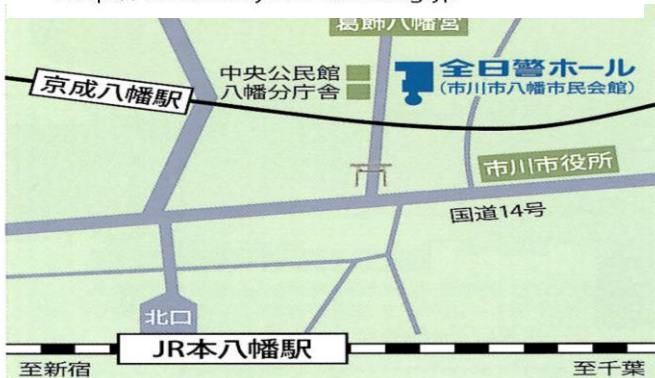 葛飾八幡宮
中央公民館
八幡分庁舎
全日警ホール
(市川市八幡市民会館)
京成八幡駅
市川市役所
国道14号
北口
JR本八幡駅
至新宿
至千葉